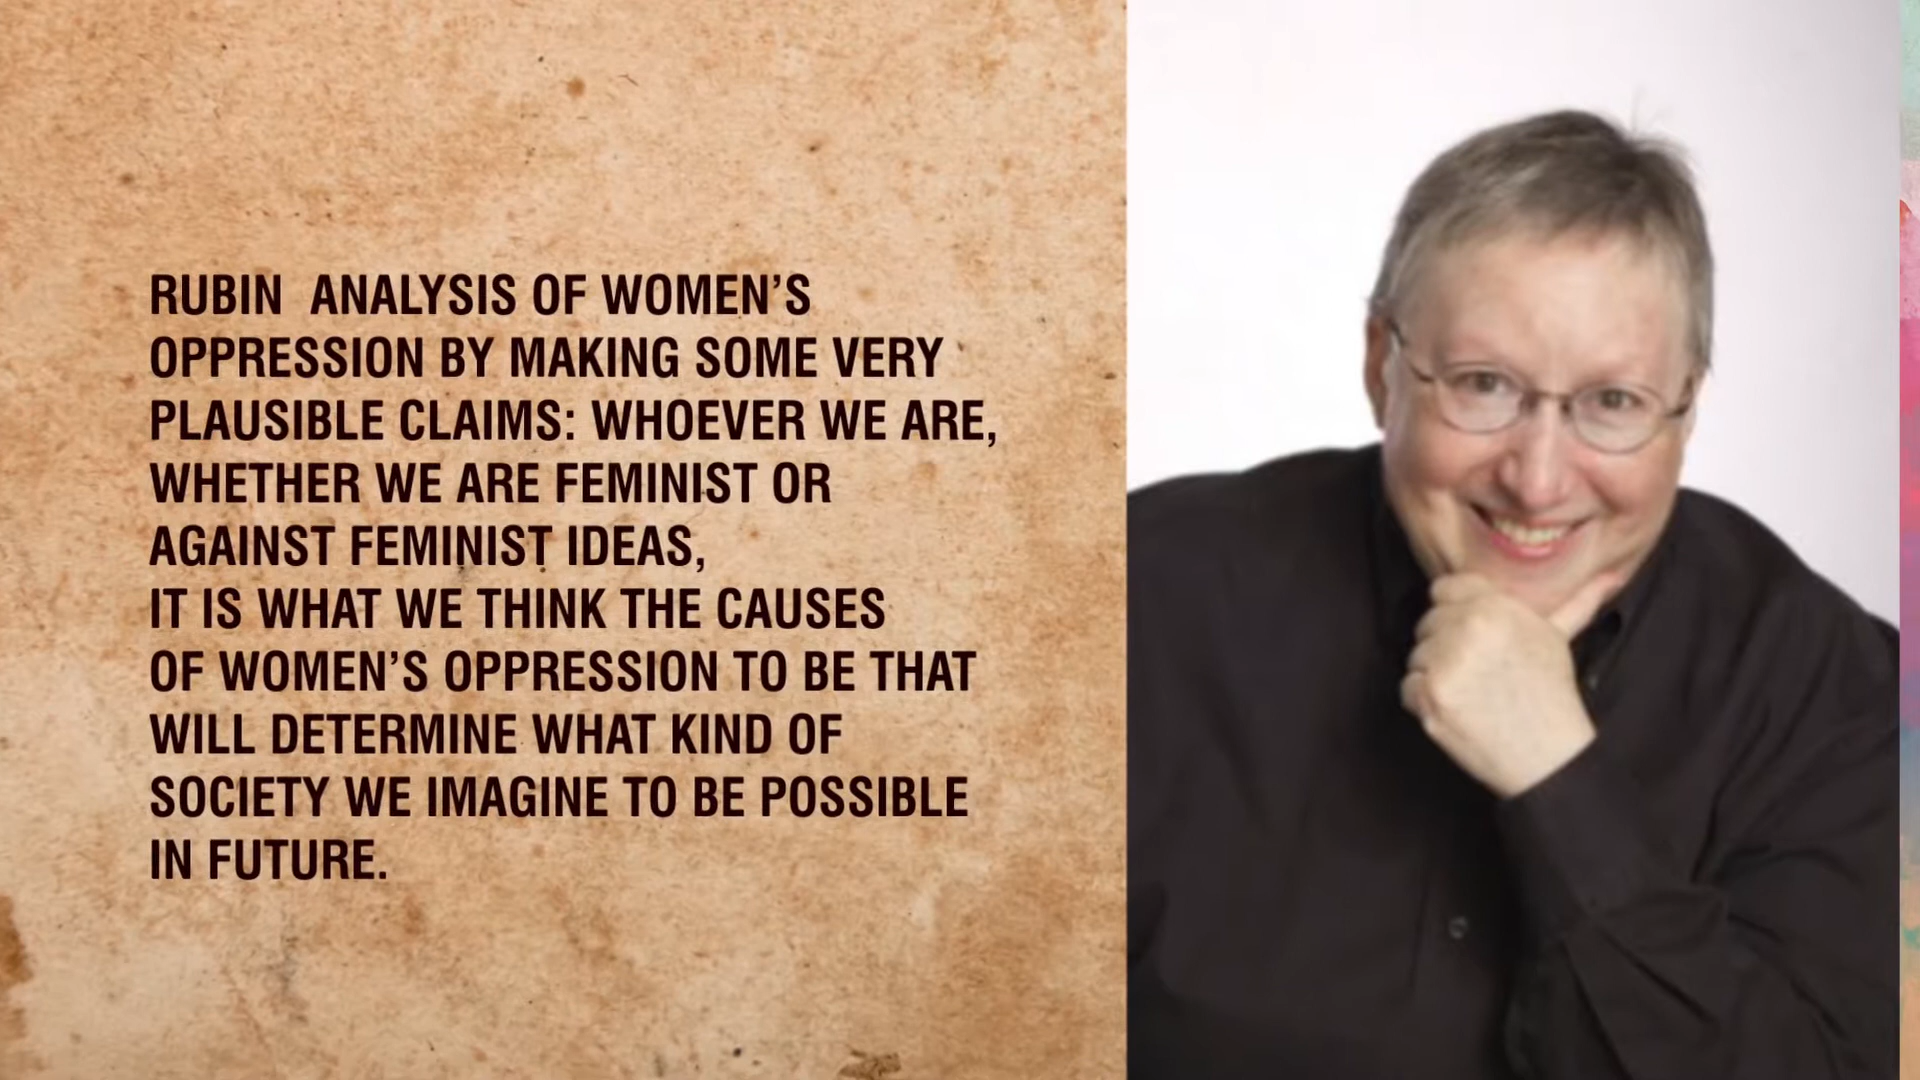 RUBIN  ANALYSIS OF WOMEN’S
OPPRESSION BY MAKING SOME VERY
PLAUSIBLE CLAIMS: WHOEVER WE ARE,
WHETHER WE ARE FEMINIST OR
AGAINST FEMINIST IDEAS,
IT IS WHAT WE THINK THE CAUSES
OF WOMEN’S OPPRESSION TO BE THAT
WILL DETERMINE WHAT KIND OF
SOCIETY WE IMAGINE TO BE POSSIBLE
IN FUTURE.